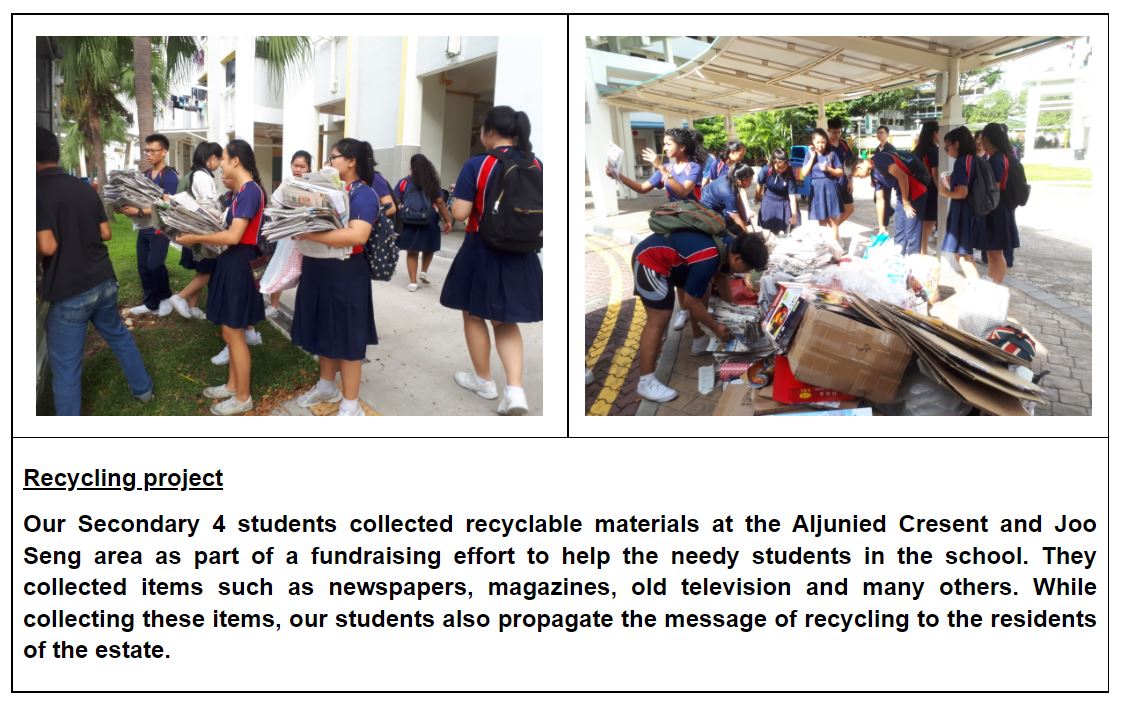 Recycling project
Our Secondary 4 students collected recyclable materials at the Aljunied Cresent and Joo
Seng area as part of a fundraising effort to help the needy students in the school. They
collected items such as newspapers, magazines, old television and many others. While
collecting these items, our students also propagate the message of recycling to the residents
of the estate.